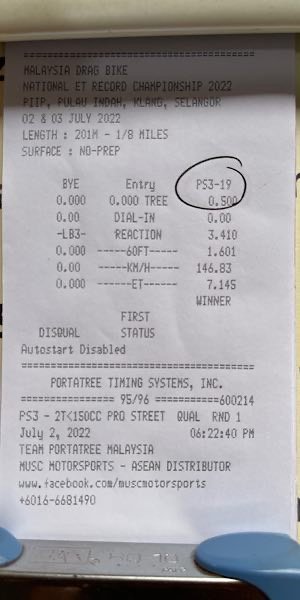 ========================================
MALAYSIA DRAG BIKE
NATIONAL ET RECORD CHAMPIONSHIP 2022
PIIP, PULAU INDAH, KLANG, SELANGOR
02 & 03 JULY 2022
LENGTH : 201M - 1/8 MILES
SURFACE : NO-PREP
BYE Entry PS3-19
0.000 0.000 TREE 0.500
0.00 DIAL-IN 0.00
-LB3- REACTION 3.410
0.000 -----60FT----- 1.601
0.00 -----KM/H----- 146.83
0.000 ------ET------ 7.145
WINNER
FIRST
DISQUAL STATUS
Autostart Disabled
========================================
PORTATREE TIMING SYSTEMS, INC.
================ 95/96 ===========600214
PS3 - 2T<150CC PRO STREET QUAL RND 1
July 2, 2022 06:22:40 PM
TEAM PORTATREE MALAYSIA
MUSC MOTORSPORTS - ASEAN DISTRIBUTOR
www.facebook.com/muscmotorsports
+6016-6681490